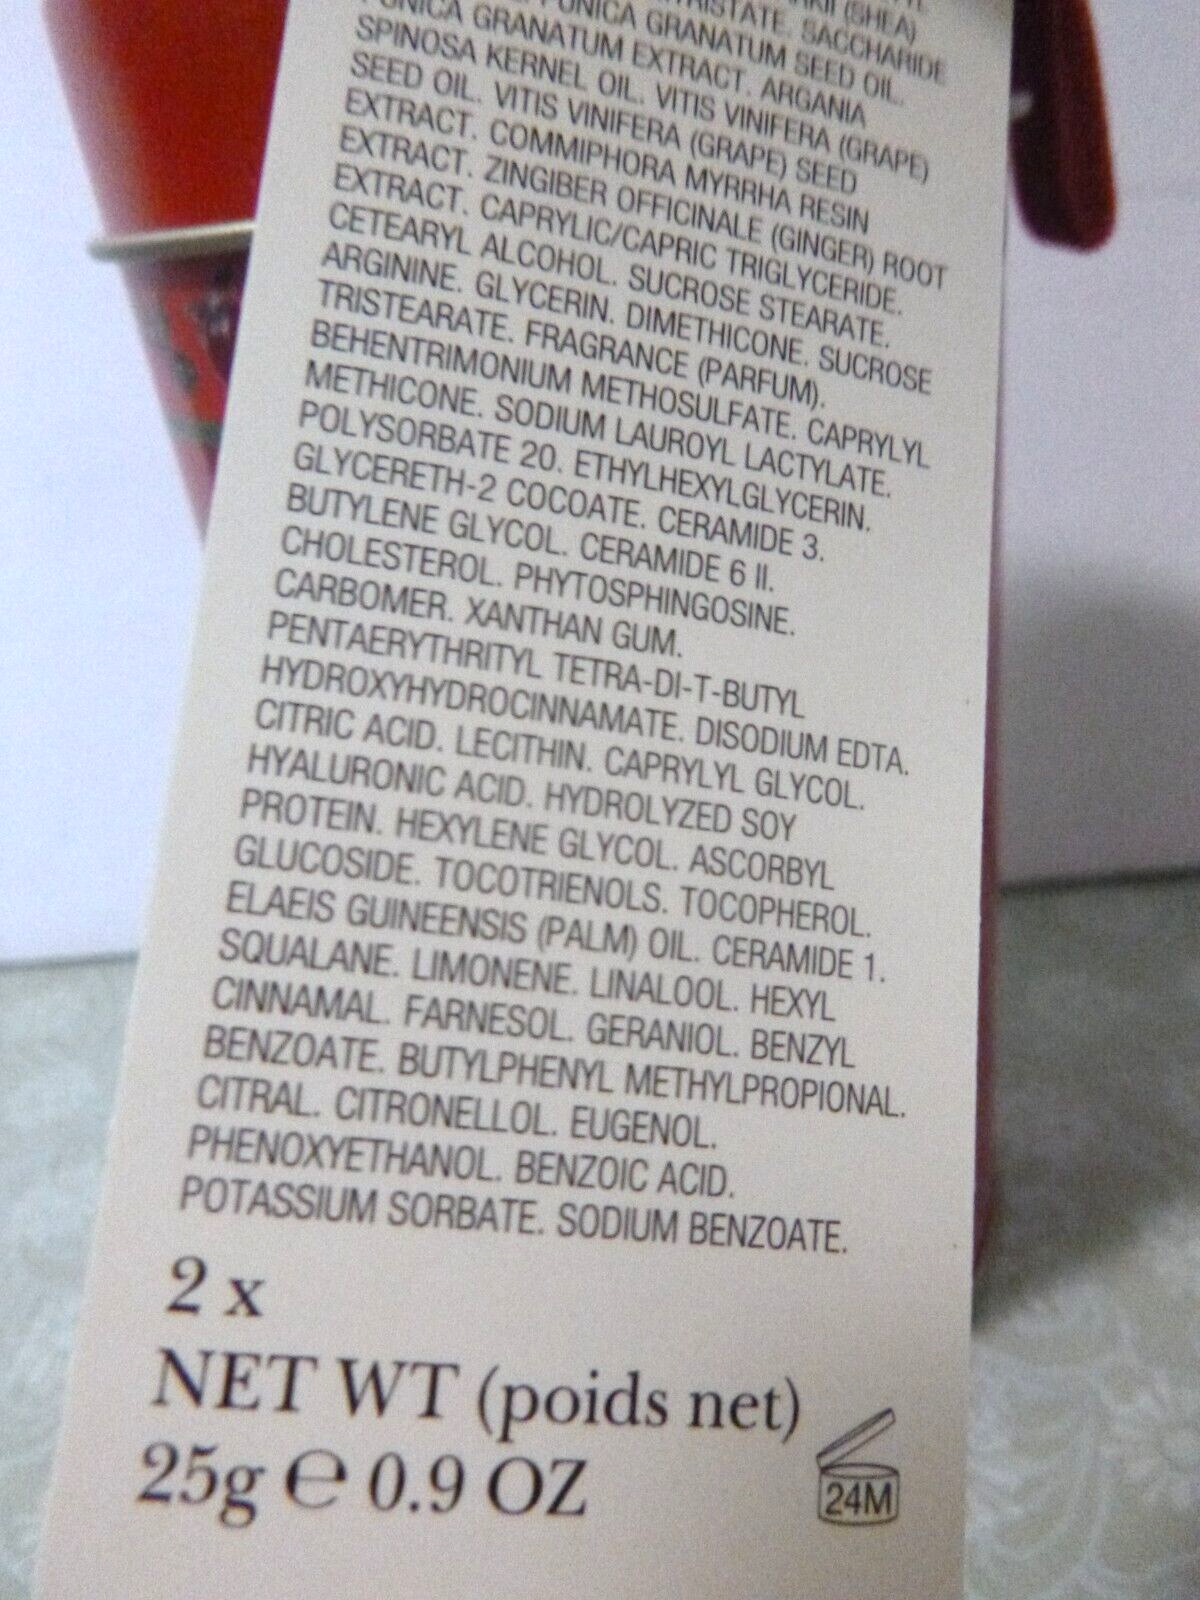 (SHEA)
SACCHARIDE
PUNICA GRANATUM SEED OIL.
PUNICA GRANATUM EXTRACT. ARGANIA
SPINOSA KERNEL OIL. VITIS VINIFERA (GRAPE)
SEED OIL. VITIS VINIFERA (GRAPE) SEED
EXTRACT. COMMIPHORA MYRRHA RESIN
EXTRACT. ZINGIBER OFFICINALE (GINGER) ROOT
EXTRACT. CAPRYLIC/CAPRIC TRIGLYCERIDE.
CETEARYL ALCOHOL. SUCROSE STEARATE.
ARGININE. GLYCERIN. DIMETHICONE. SUCROSE
TRISTEARATE. FRAGRANCE (PARFUM).
BEHENTRIMONIUM METHOSULFATE. CAPRYLYL
METHICONE. SODIUM LAUROYL LACTYLATE.
POLYSORBATE 20. ETHYLHEXYLGLYCERIN.
GLYCERETH-2 COCOATE. CERAMIDE 3.
BUTYLENE GLYCOL. CERAMIDE 6 II.
CHOLESTEROL. PHYTOSPHINGOSINE.
CARBOMER. XANTHAN GUM.
PENTAERYTHRITYL TETRA-DI-T-BUTYL
HYDROXYHYDROCINNAMATE. DISODIUM EDTA.
CITRIC ACID. LECITHIN. CAPRYLYL GLYCOL.
HYALURONIC ACID. HYDROLYZED SOY
PROTEIN. HEXYLENE GLYCOL. ASCORBYL
GLUCOSIDE. TOCOTRIENOLS. TOCOPHEROL.
ELAEIS GUINEENSIS (PALM) OIL. CERAMIDE 1.
SQUALANE. LIMONENE. LINALOOL. HEXYL
CINNAMAL. FARNESOL. GERANIOL. BENZYL
BENZOATE. BUTYLPHENYL METHYLPROPIONAL.
CITRAL. CITRONELLOL. EUGENOL.
PHENOXYETHANOL. BENZOIC ACID.
POTASSIUM SORBATE. SODIUM BENZOATE.
2 x
NET WT (poids net)
25g ℮ 0.9 OZ
24M